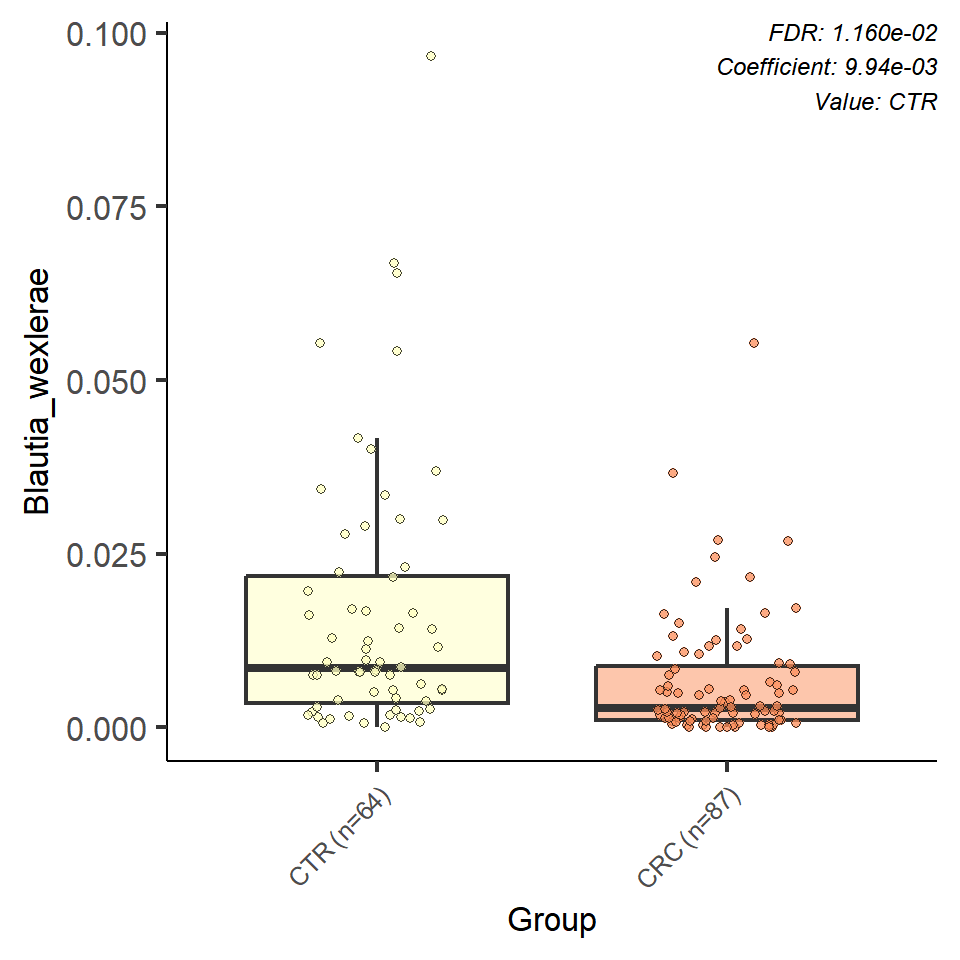 FDR: 1.160e-02
Coefficient: 9.94e-03
Value: CTR
0.100
0.075
0.050
0.025
0.000
Blautia_wexlerae
CTR (n=64)
CRC (n=87)
Group